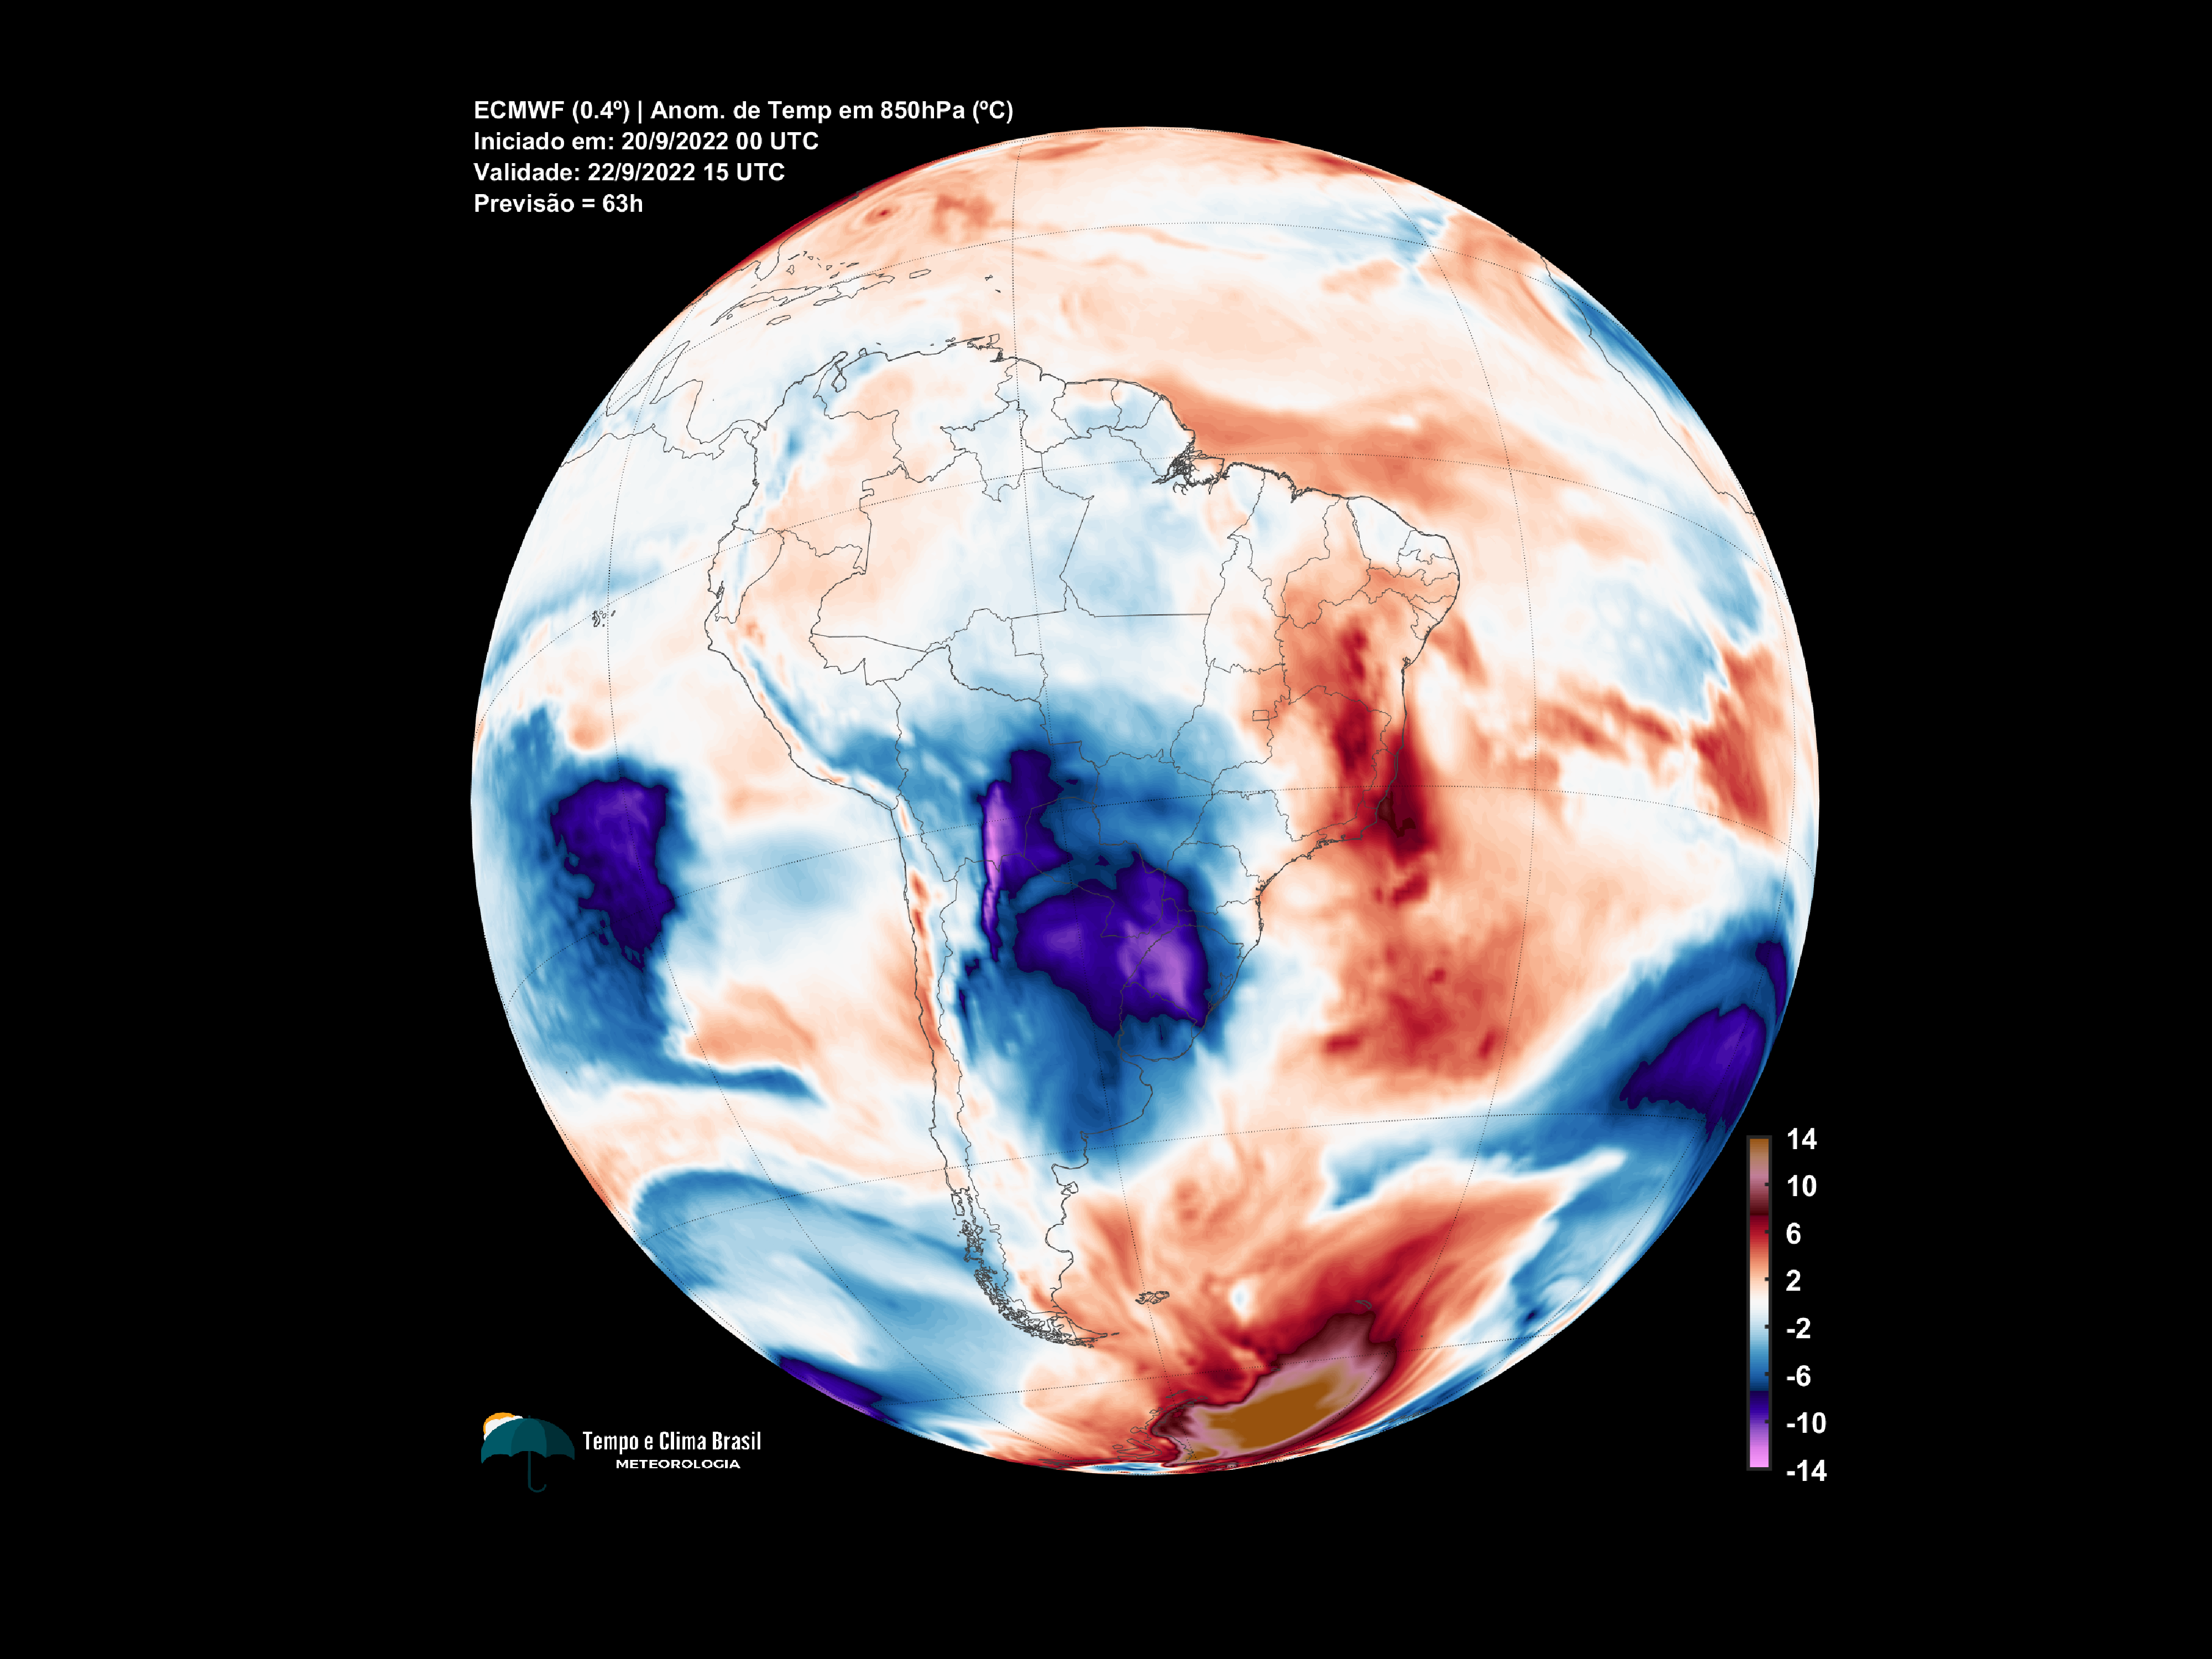 ECMWF (0.4º) | Anom. de Temp em 850hPa (ºC)
Iniciado em: 20/9/2022 00 UTC
Validade: 22/9/2022 15 UTC
Previsão = 63h
14
10
6
2
-2
-6
-10
-14
Tempo e Clima Brasil
METEOROLOGIA